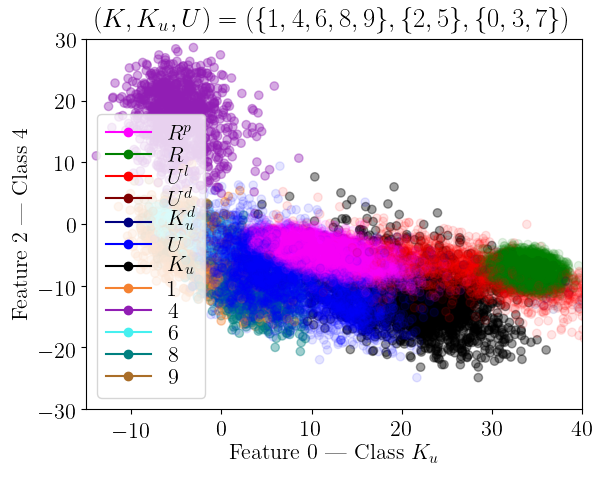 (K, K_u, U) = ({1, 4, 6, 8, 9}, {2, 5}, {0, 3, 7})
30
20
10
0
−10
−20
−30
Feature 2 — Class 4
R^p
R
U^l
U^d
K_u^d
U
K_u
1
4
6
8
9
−10
0
10
20
30
40
Feature 0 — Class K_u